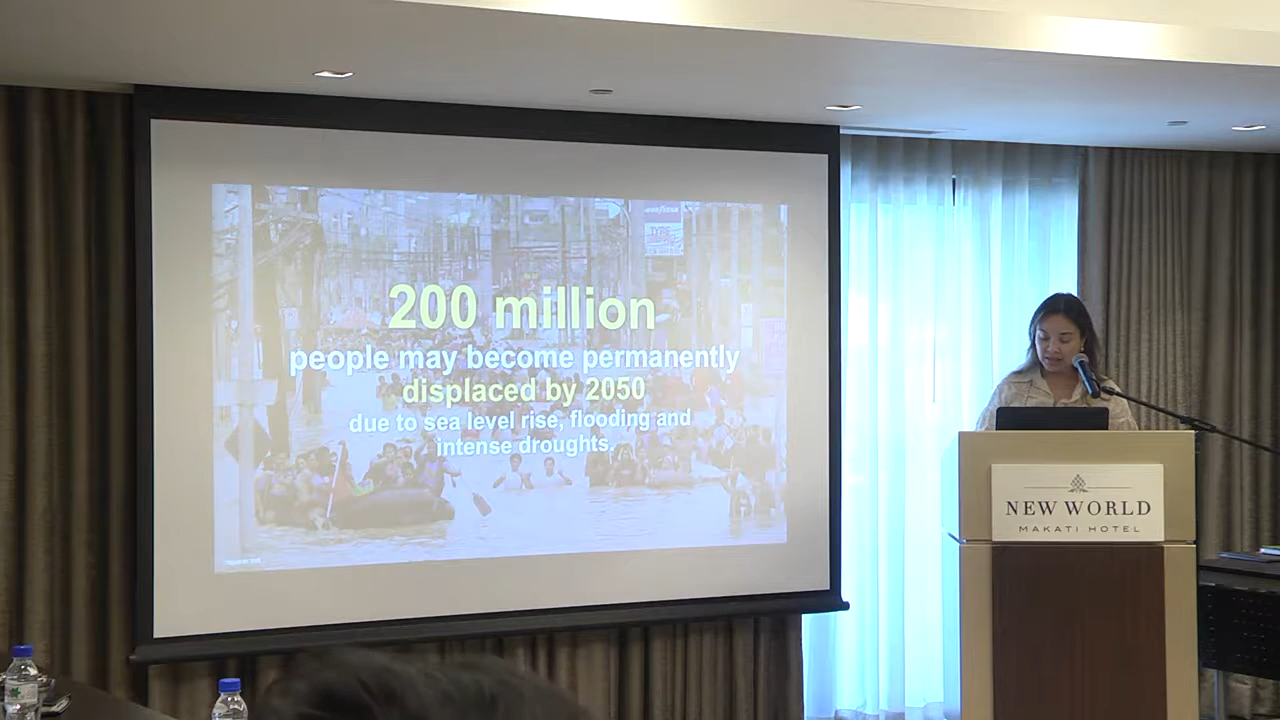 200 million
people may become permanently
displaced by 2050
due to sea level rise, flooding and
intense droughts.
NEW WORLD
MAKATI HOTEL